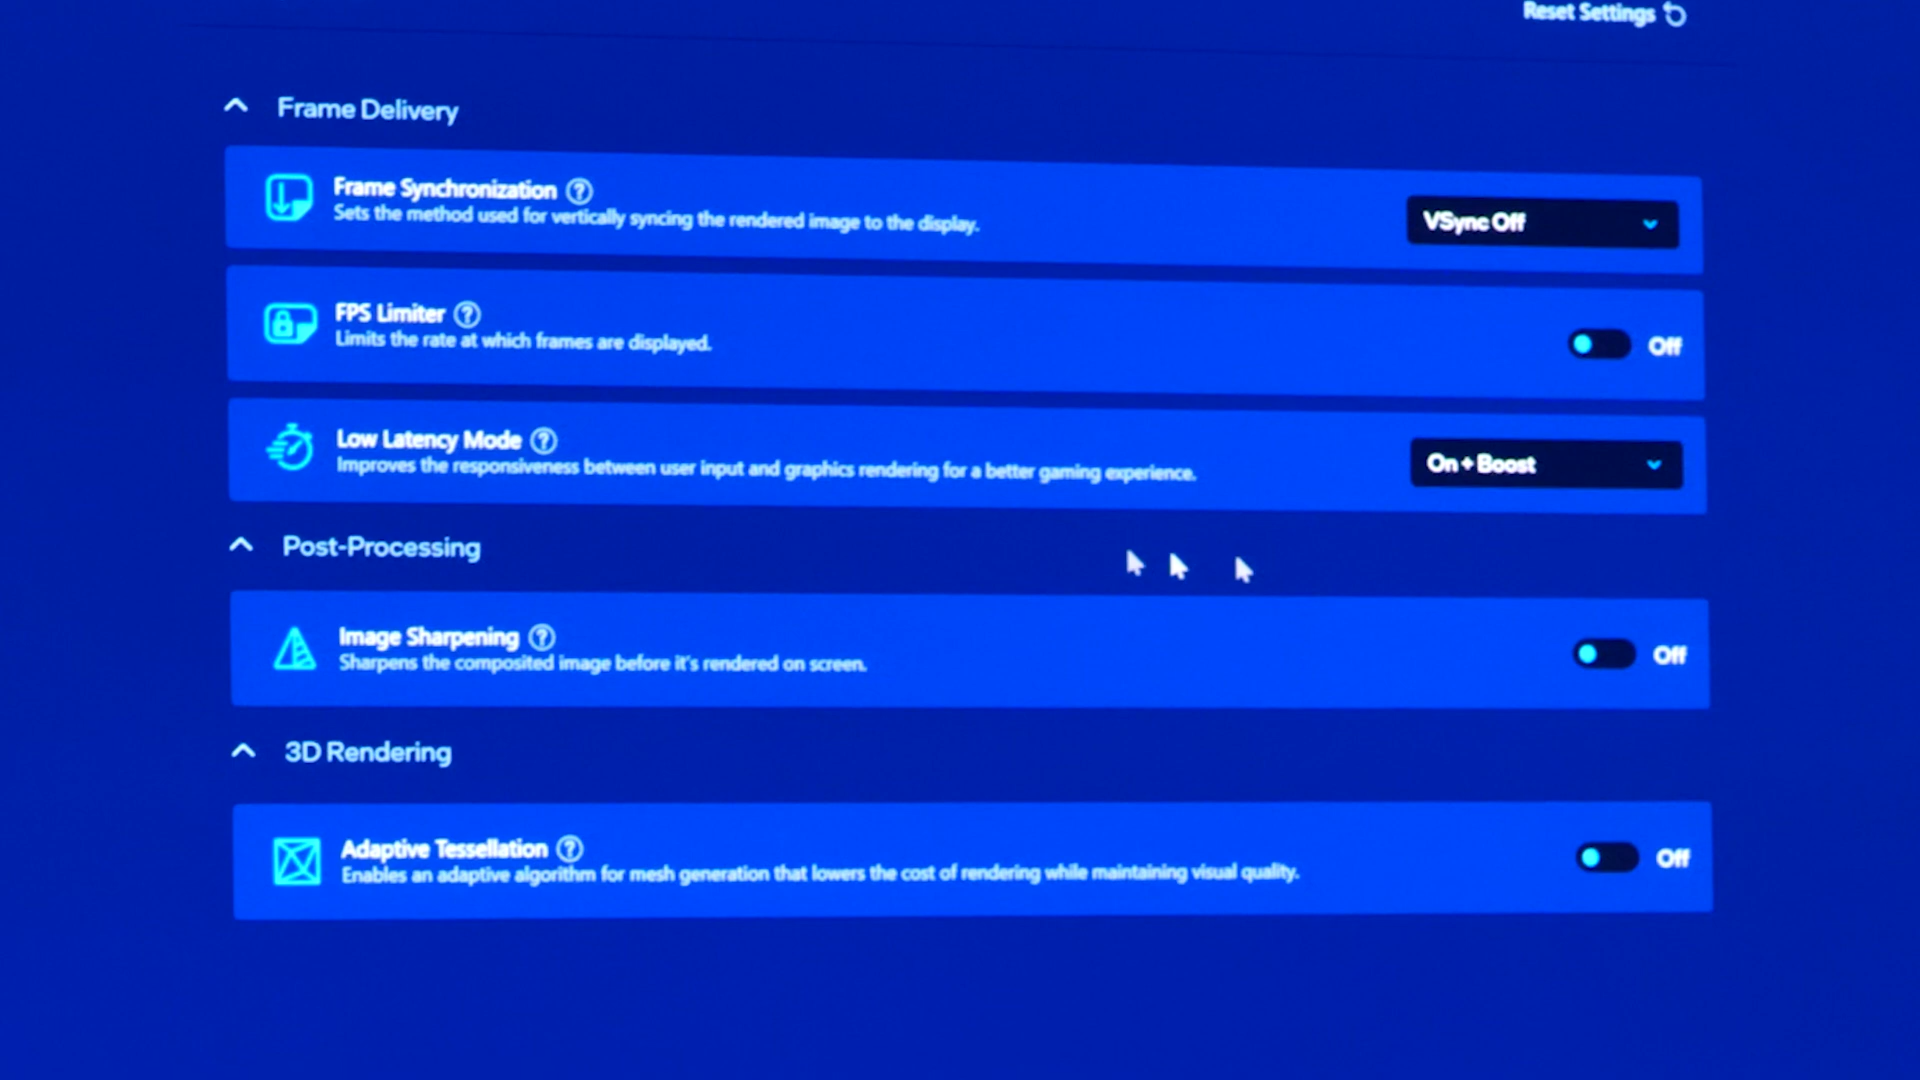 Reset Settings
Frame Delivery
Frame Synchronization
Sets the method used for vertically syncing the rendered image to the display.
VSync Off
FPS Limiter
Limits the rate at which frames are displayed.
Off
Low Latency Mode
Improves the responsiveness between user input and graphics rendering for a better gaming experience.
On + Boost
Post-Processing
Image Sharpening
Sharpens the composited image before it's rendered on screen.
Off
3D Rendering
Adaptive Tessellation
Enables an adaptive algorithm for mesh generation that lowers the cost of rendering while maintaining visual quality.
Off